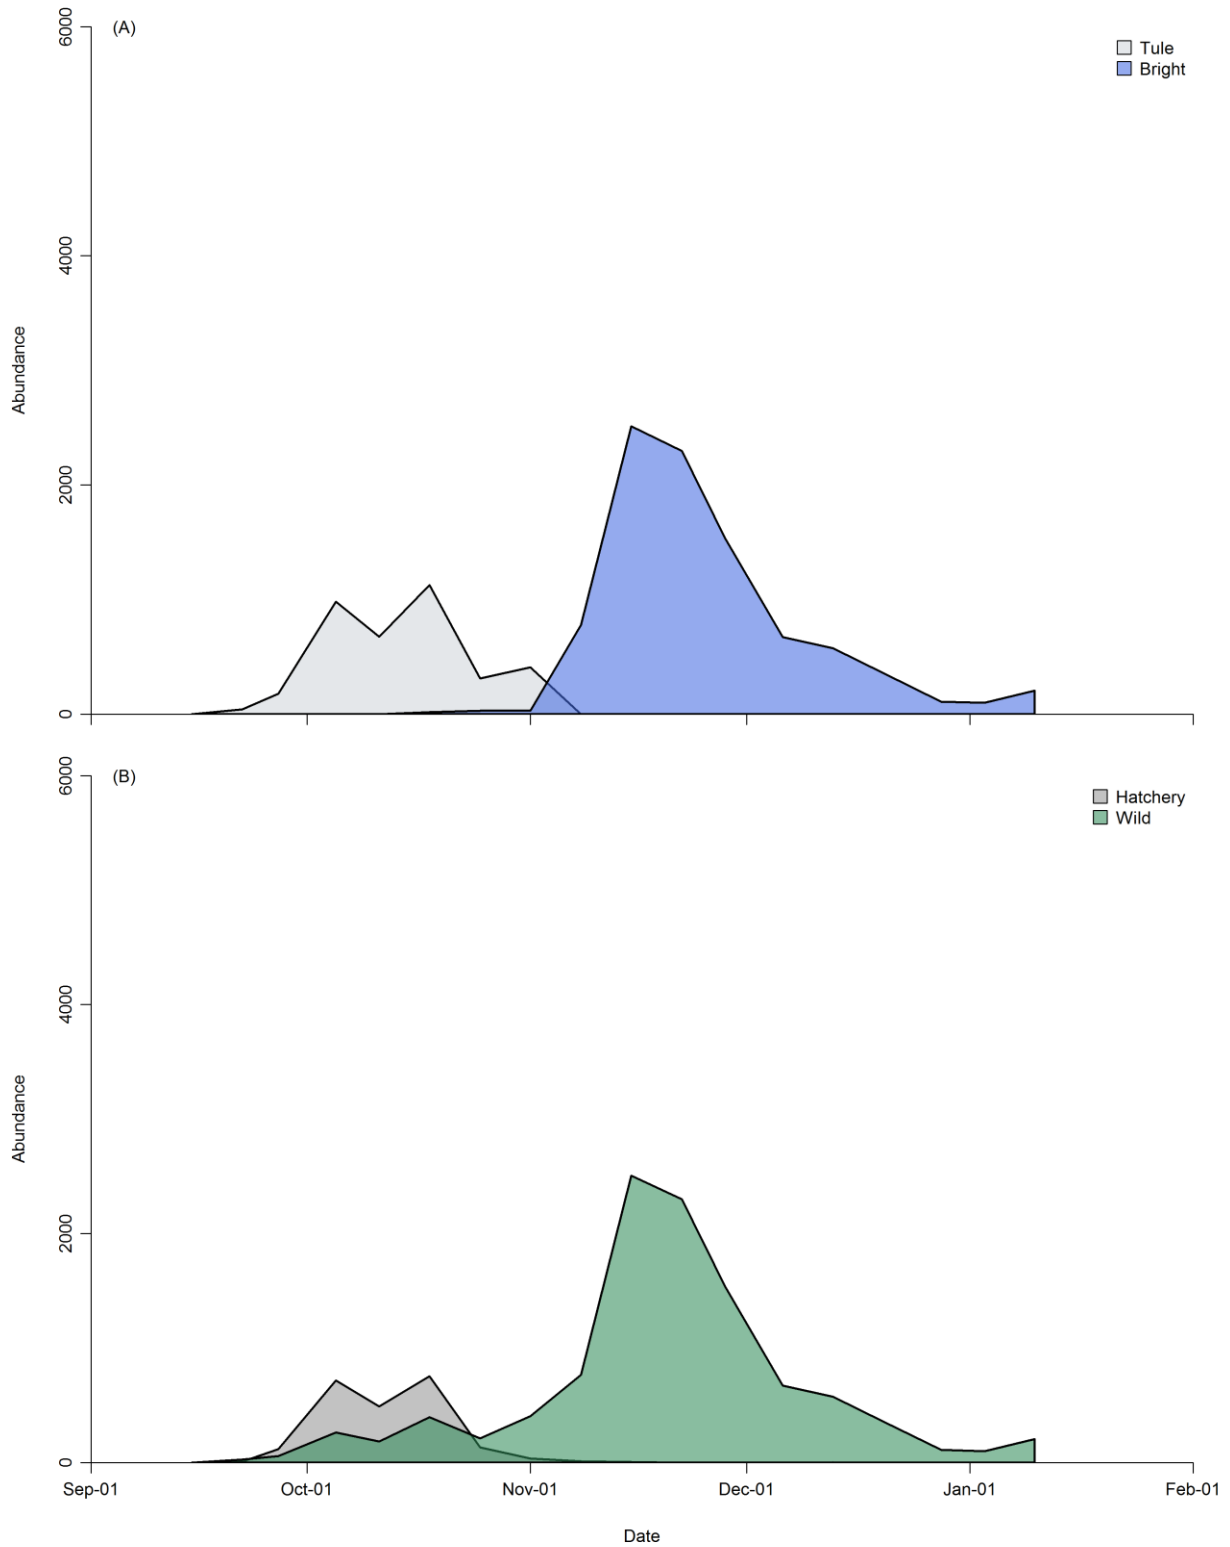 (A)
Tule
Bright
6000
4000
2000
0
Abundance
(B)
Hatchery
Wild
6000
4000
2000
0
Abundance
Sep-01 Oct-01 Nov-01 Dec-01 Jan-01 Feb-01
Date